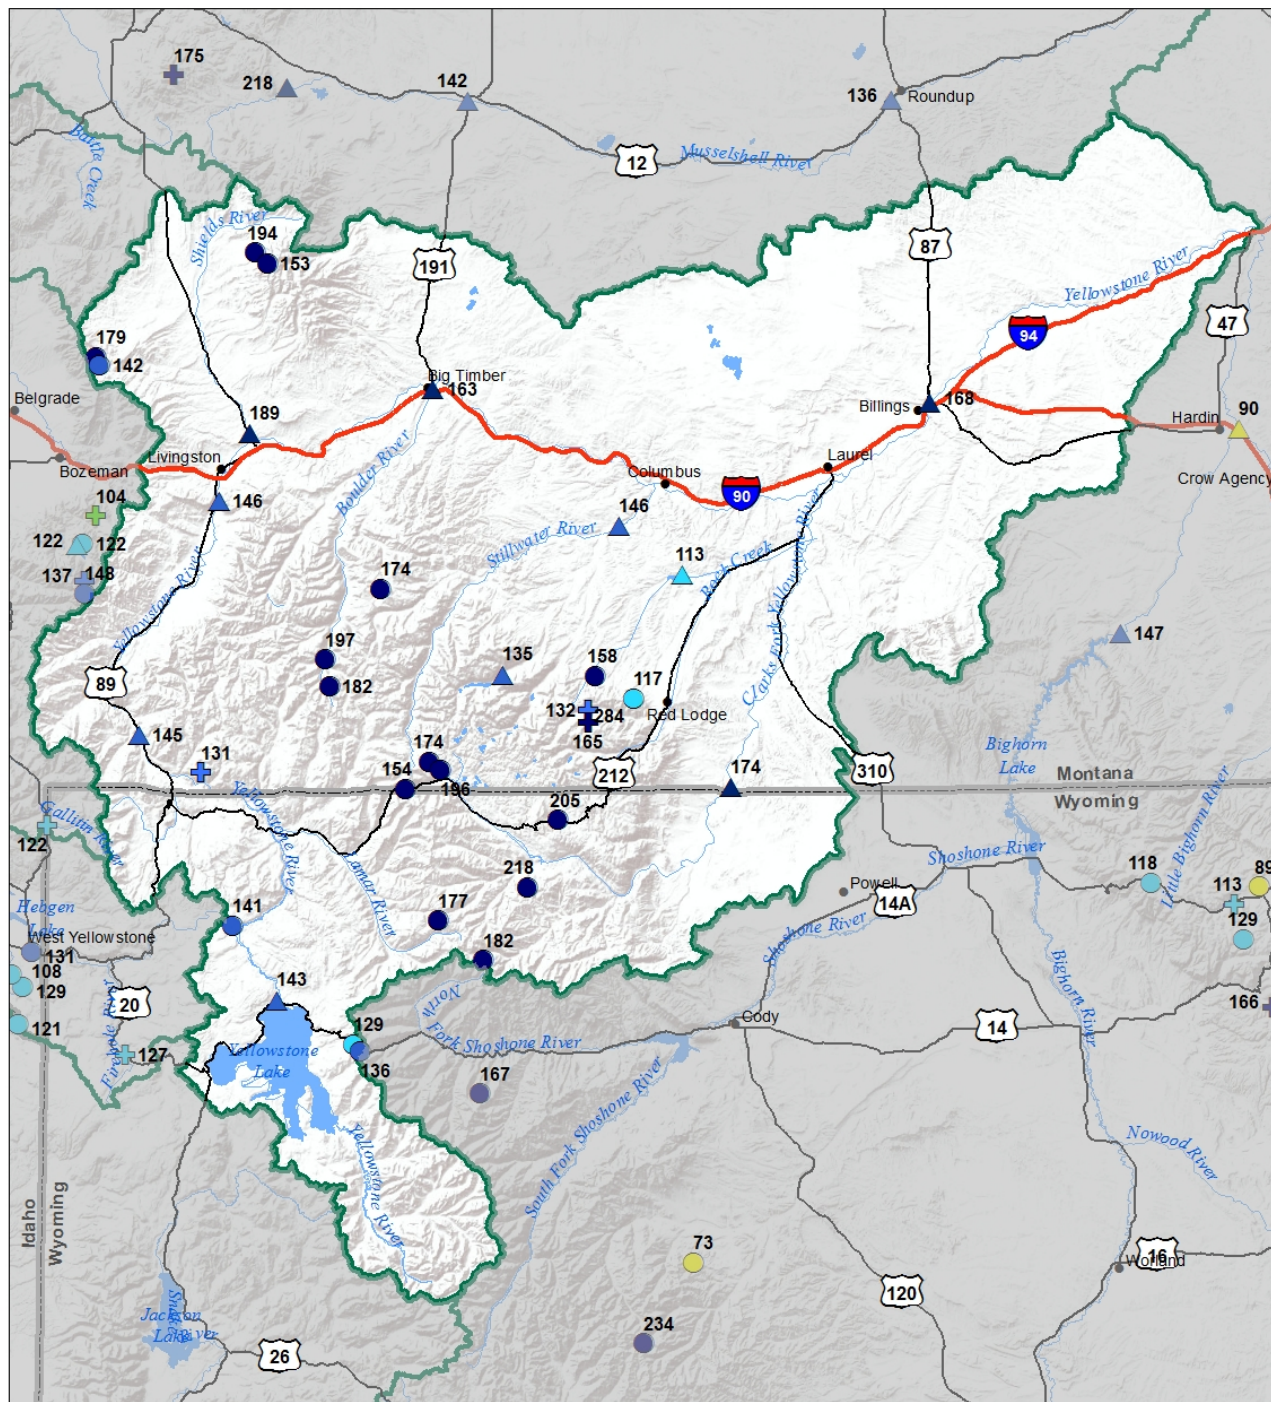 175
218
142
136
Roundup
12
Musselshell River
Battle Creek
Shields River
194
153
191
87
Yellowstone River
94
47
179
142
Big Timber
163
Belgrade
189
Billings
168
Hardin
90
Bozeman
Livingston
Boulder River
Laurel
Columbus
90
Crow Agency
104
146
146
Stillwater River
122
122
113
Rock Creek
137
148
174
Clarks Fork Yellowstone River
Yellowstone River
197
182
135
158
117
147
89
132
284
165
Red Lodge
145
131
174
154
196
212
174
310
Bighorn
Lake
Montana
Wyoming
Gallitin River
122
Yellowstone River
205
Lamar River
Shoshone River
Little Bighorn River
118
89
113
129
218
177
182
Powell
14A
Shoshone River
Hebgen
Lake
West Yellowstone
131
141
108
129
143
North
Fork Shoshone River
121
20
Firehole River
127
Yellowstone
Lake
129
136
167
Cody
14
166
Bighorn River
South Fork Shoshone River
Nowood River
Yellowstone River
Idaho
Wyoming
73
16
Worland
120
234
Jackson
Lake
Snake
River
26